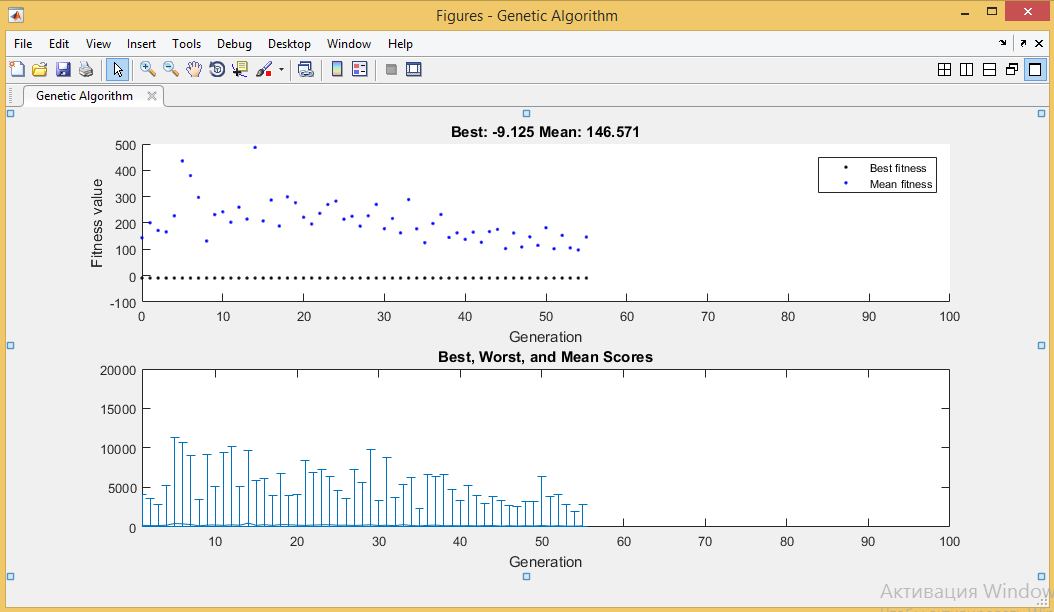 Figures - Genetic Algorithm
File Edit View Insert Tools Debug Desktop Window Help
Genetic Algorithm
Best: -9.125 Mean: 146.571
500
400
300
200
100
0
-100
Fitness value
Best fitness
Mean fitness
0 10 20 30 40 50 60 70 80 90 100
Generation
Best, Worst, and Mean Scores
20000
15000
10000
5000
0
10 20 30 40 50 60 70 80 90 100
Generation
Активация Window